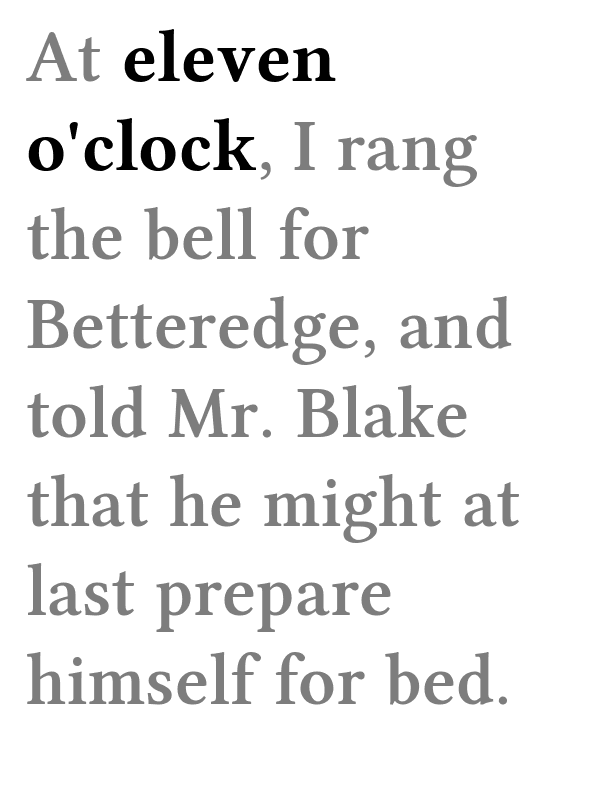 At eleven
o'clock, I rang
the bell for
Betteredge, and
told Mr. Blake
that he might at
last prepare
himself for bed.